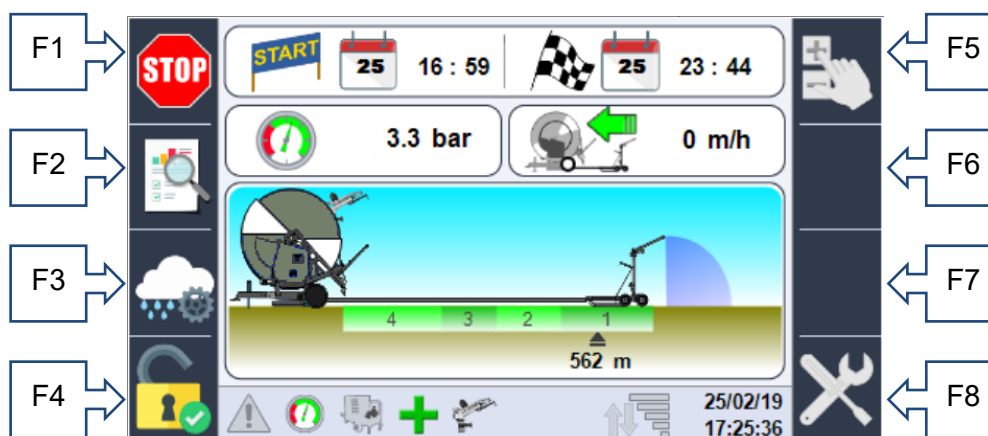 F1
F2
F3
F4
STOP
START
25
16 : 59
25
23 : 44
3.3 bar
0 m/h
4 3 2 1
562 m
25/02/19
17:25:36
F5
F6
F7
F8